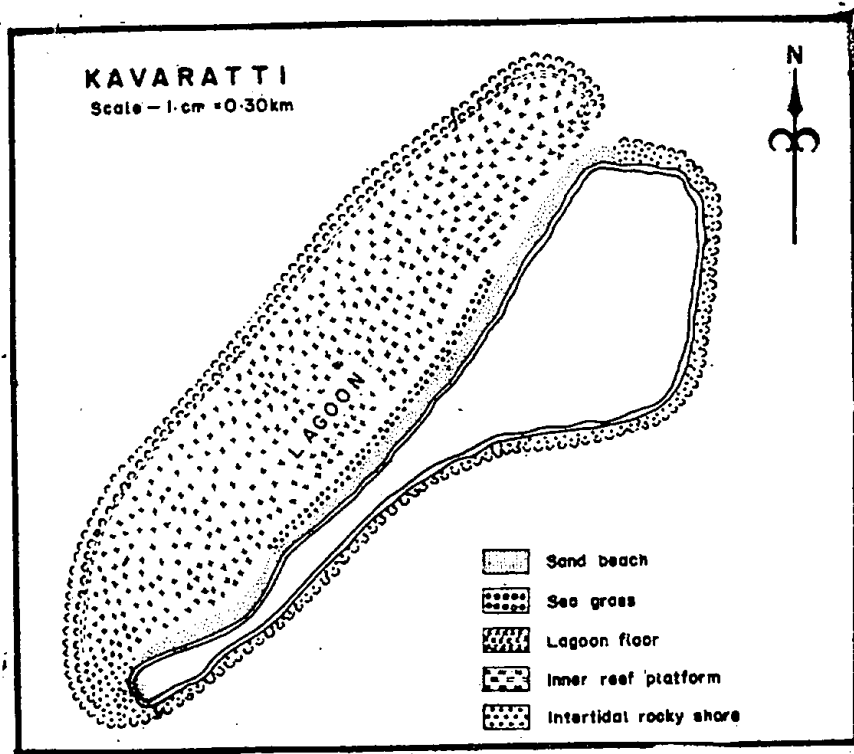 KAVARATTI
Scale - 1.cm = 0.30km
N
LAGOON
Sand beach
Sea grass
Lagoon floor
Inner reef platform
Intertidal rocky shore